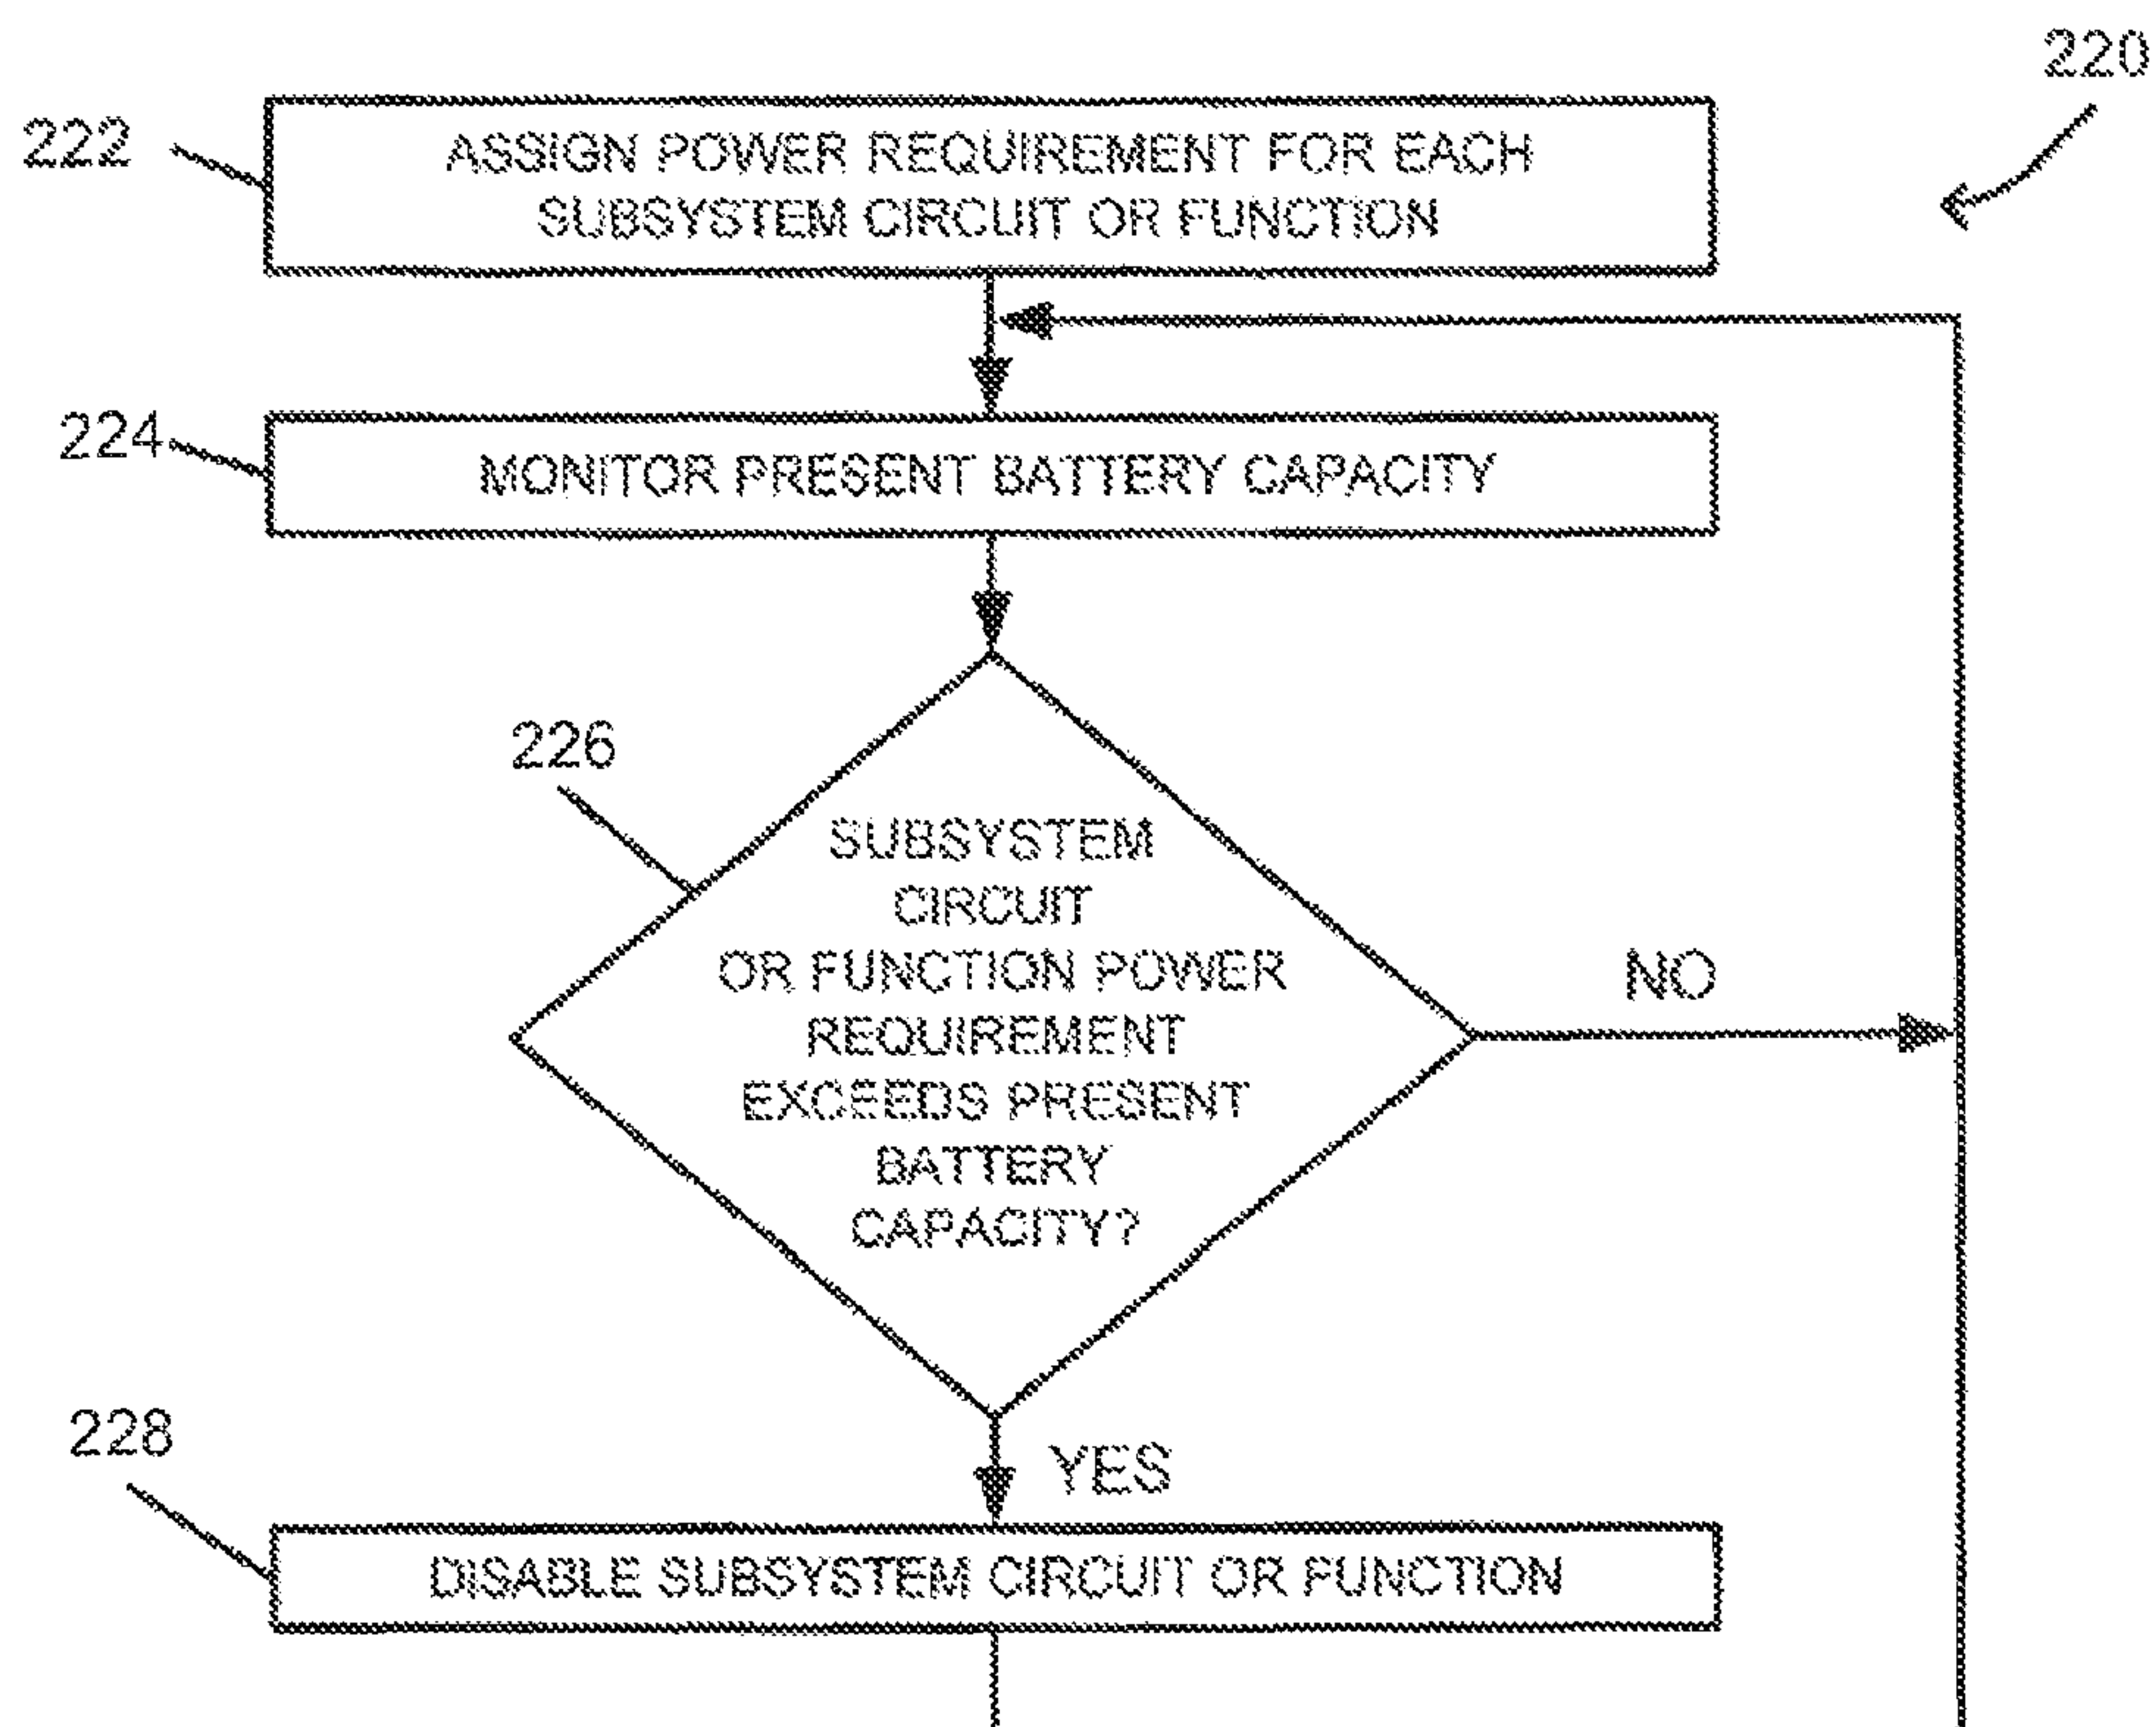 220
222
ASSIGN POWER REQUIREMENT FOR EACH
SUBSYSTEM CIRCUIT OR FUNCTION
224
MONITOR PRESENT BATTERY CAPACITY
226
SUBSYSTEM
CIRCUIT
OR FUNCTION POWER
REQUIREMENT
EXCEEDS PRESENT
BATTERY
CAPACITY?
NO
YES
228
DISABLE SUBSYSTEM CIRCUIT OR FUNCTION